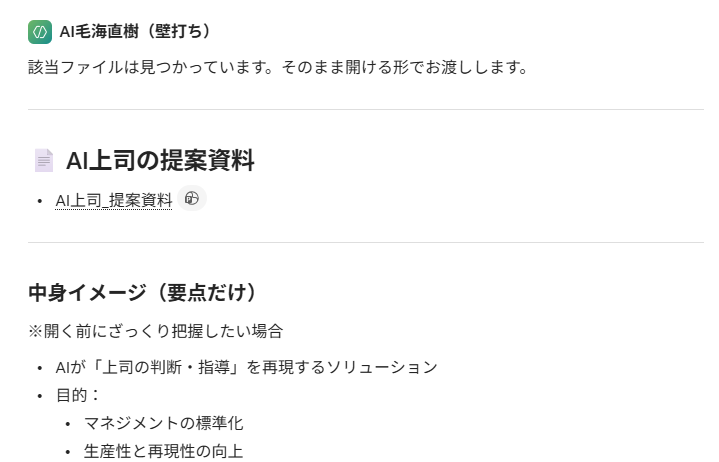 AI毛海直樹（壁打ち）
該当ファイルは見つかっています。そのまま開ける形でお渡しします。
AI上司の提案資料
• AI上司_提案資料
中身イメージ（要点だけ）
※開く前にざっくり把握したい場合
• AIが「上司の判断・指導」を再現するソリューション
• 目的：
• マネジメントの標準化
• 生産性と再現性の向上